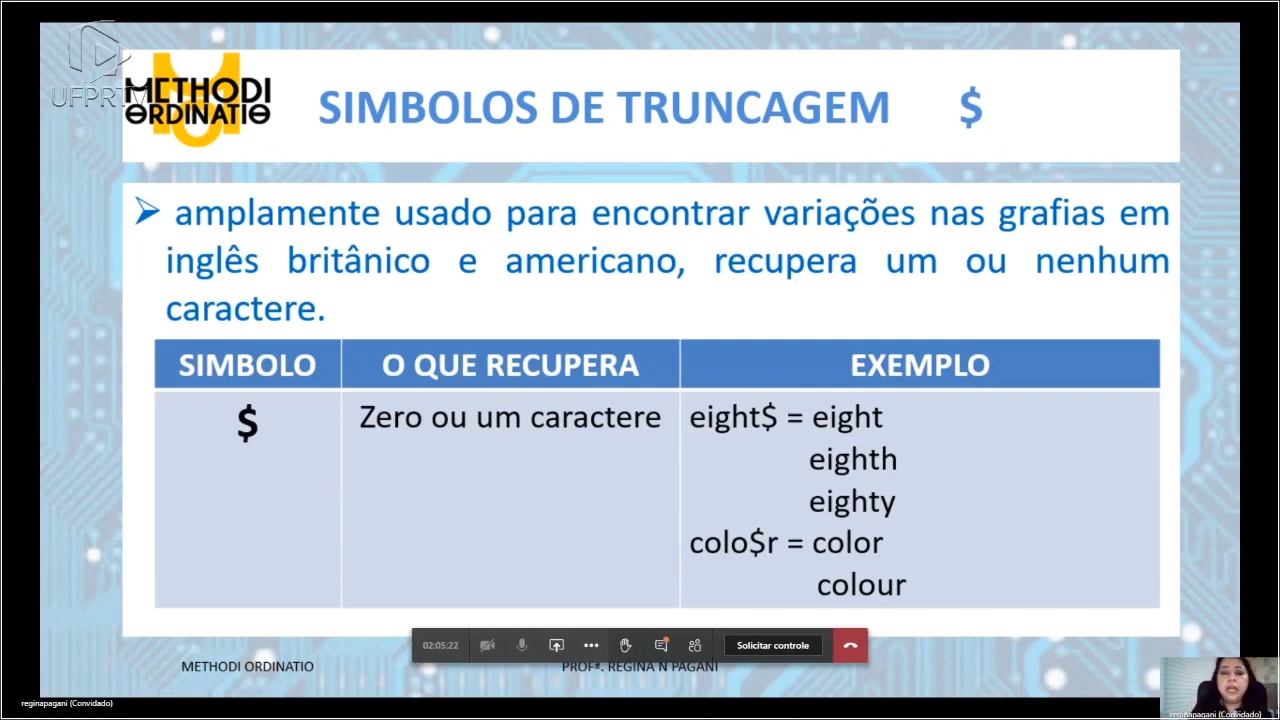 UFPRTV
METHODI
ORDINATIO
SIMBOLOS DE TRUNCAGEM $
➢ amplamente usado para encontrar variações nas grafias em
inglês britânico e americano, recupera um ou nenhum
caractere.
SIMBOLO O QUE RECUPERA EXEMPLO
$ Zero ou um caractere eight$ = eight
eighth
eighty
colo$r = color
colour
02:05:22 Solicitar controle
METHODI ORDINATIO PROFª. REGINA N PAGANI
reginapagani (Convidado)
reginapagani (Convidado)